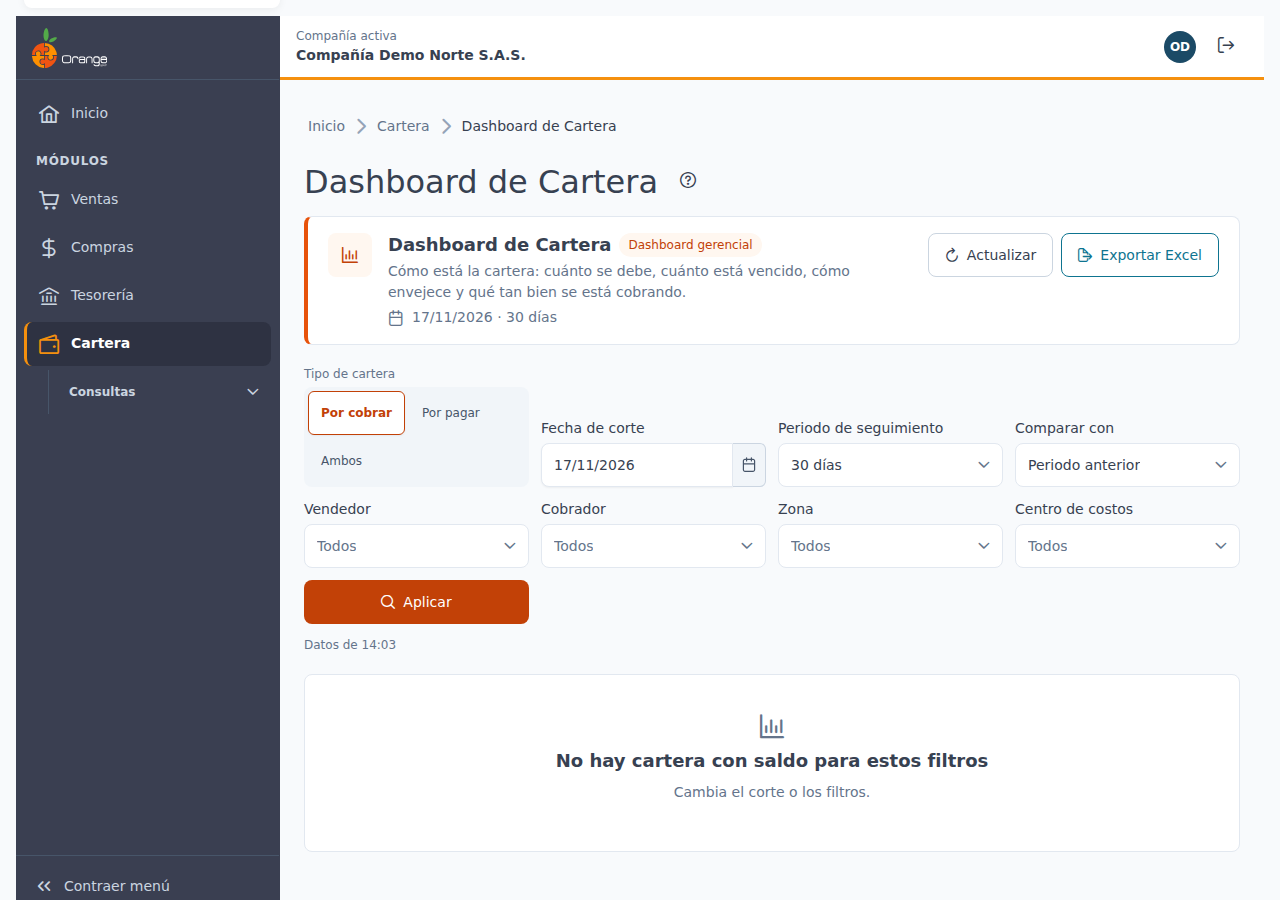 Orange
Compañía activa
Compañía Demo Norte S.A.S.
OD
Inicio
MÓDULOS
Ventas
Compras
Tesorería
Cartera
Consultas
Contraer menú
Inicio Cartera Dashboard de Cartera
Dashboard de Cartera
Dashboard de Cartera Dashboard gerencial
Cómo está la cartera: cuánto se debe, cuánto está vencido, cómo
envejece y qué tan bien se está cobrando.
17/11/2026 · 30 días
Actualizar
Exportar Excel
Tipo de cartera
Por cobrar Por pagar
Ambos
Fecha de corte
17/11/2026
Periodo de seguimiento
30 días
Comparar con
Periodo anterior
Vendedor
Todos
Cobrador
Todos
Zona
Todos
Centro de costos
Todos
Aplicar
Datos de 14:03
No hay cartera con saldo para estos filtros
Cambia el corte o los filtros.